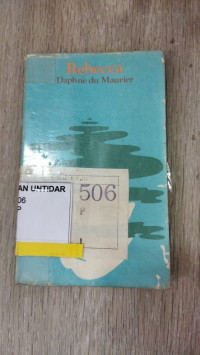 Rebecca
Daphne du Maurier
AN UNTIDAR
06
P
506
P